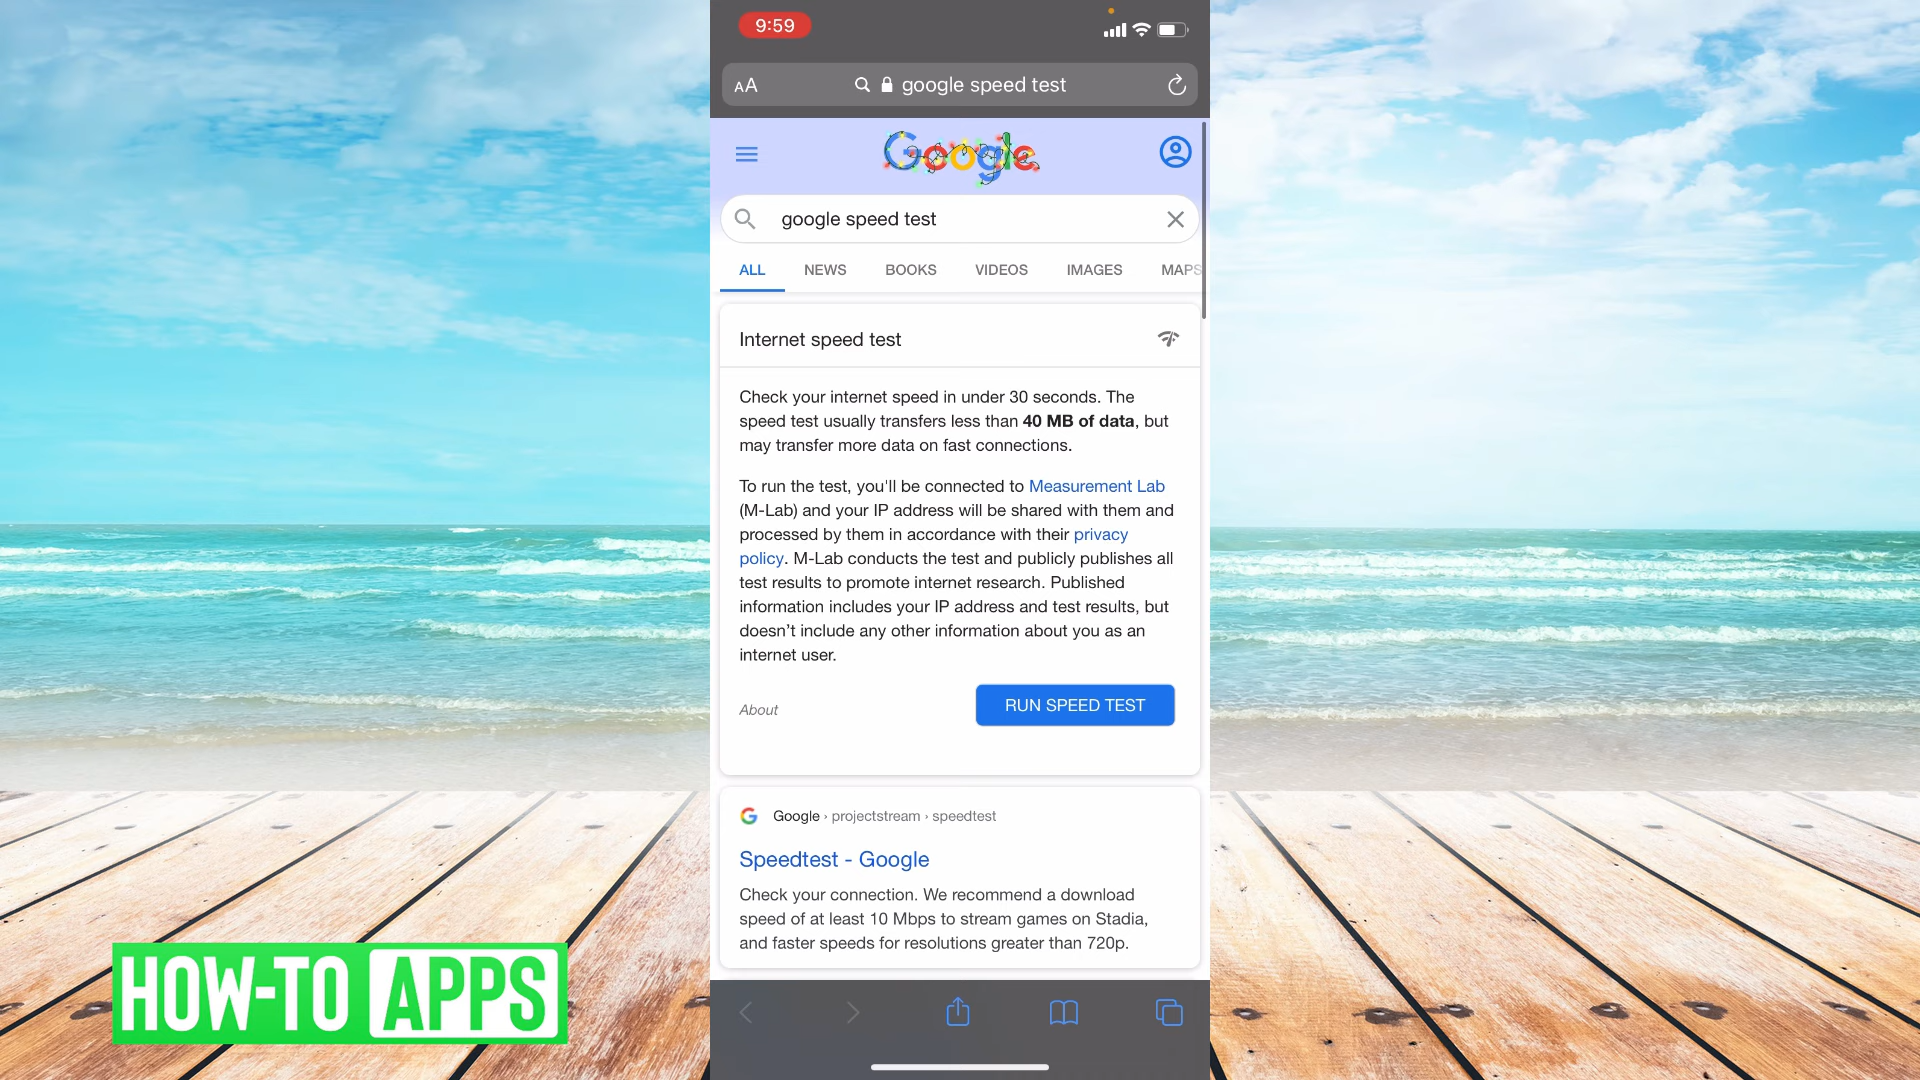 9:59
AA
google speed test
Google
google speed test
ALL NEWS BOOKS VIDEOS IMAGES MAPS
Internet speed test
Check your internet speed in under 30 seconds. The
speed test usually transfers less than 40 MB of data, but
may transfer more data on fast connections.
To run the test, you'll be connected to Measurement Lab
(M-Lab) and your IP address will be shared with them and
processed by them in accordance with their privacy
policy. M-Lab conducts the test and publicly publishes all
test results to promote internet research. Published
information includes your IP address and test results, but
doesn’t include any other information about you as an
internet user.
About
RUN SPEED TEST
Google › projectstream › speedtest
Speedtest - Google
Check your connection. We recommend a download
speed of at least 10 Mbps to stream games on Stadia,
and faster speeds for resolutions greater than 720p.
HOW-TO APPS